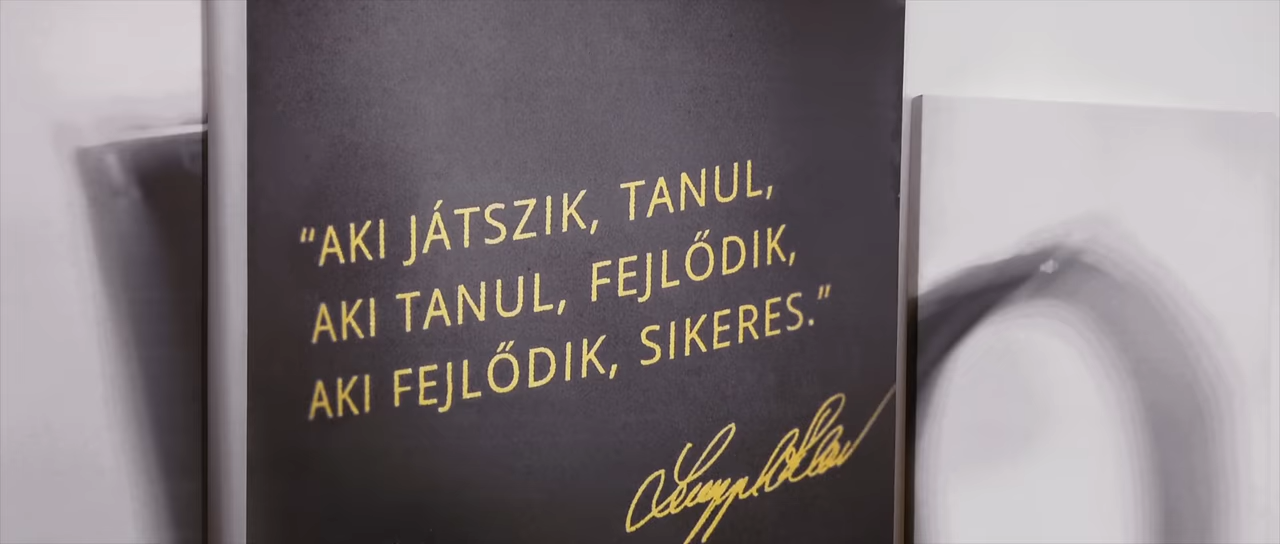 “AKI JÁTSZIK, TANUL,
AKI TANUL, FEJLŐDIK,
AKI FEJLŐDIK, SIKERES.”